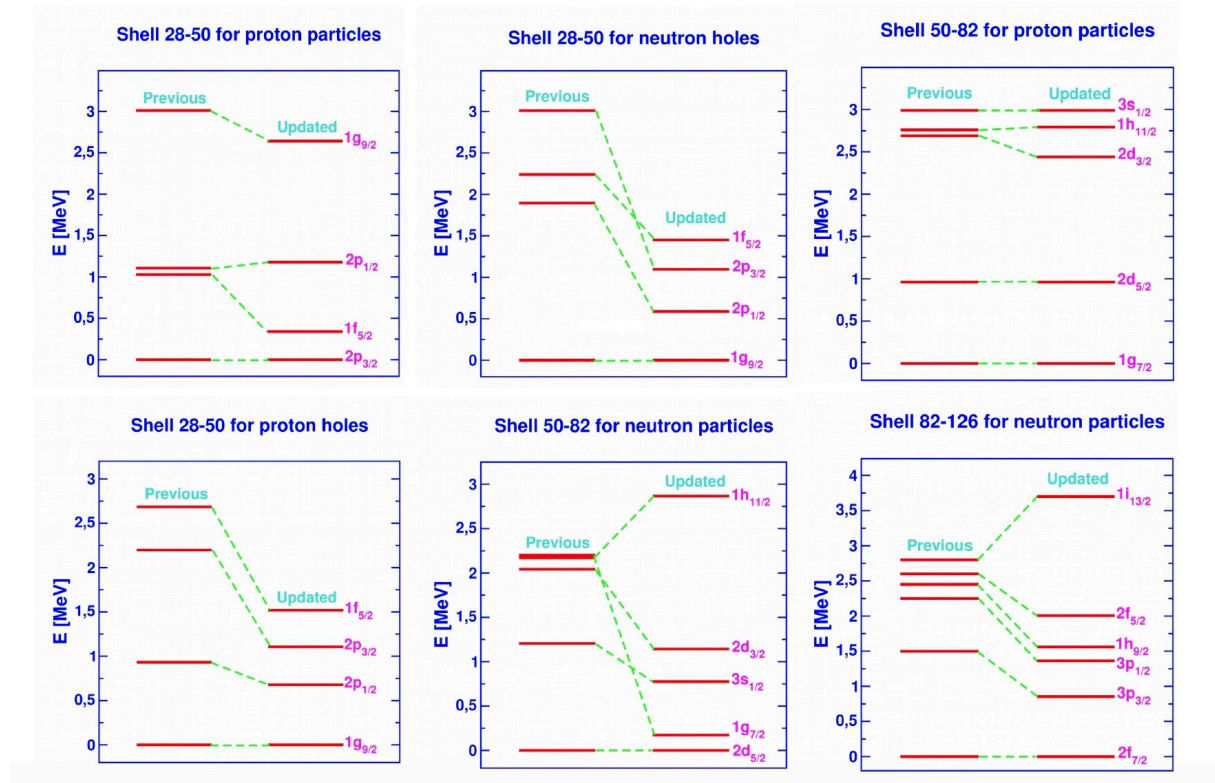 Shell 28-50 for proton particles
E [MeV]
3
2,5
2
1,5
1
0,5
0
Previous
Updated
1g9/2
2p1/2
1f5/2
2p3/2
Shell 28-50 for neutron holes
E [MeV]
3
2,5
2
1,5
1
0,5
0
Previous
Updated
1f5/2
2p3/2
2p1/2
1g9/2
Shell 50-82 for proton particles
E [MeV]
3
2,5
2
1,5
1
0,5
0
Previous
Updated
3s1/2
1h11/2
2d3/2
2d5/2
1g7/2
Shell 28-50 for proton holes
E [MeV]
3
2,5
2
1,5
1
0,5
0
Previous
Updated
1f5/2
2p3/2
2p1/2
1g9/2
Shell 50-82 for neutron particles
E [MeV]
3
2,5
2
1,5
1
0,5
0
Previous
Updated
1h11/2
2d3/2
3s1/2
1g7/2
2d5/2
Shell 82-126 for neutron particles
E [MeV]
4
3,5
3
2,5
2
1,5
1
0,5
0
Previous
Updated
1i13/2
2f5/2
1h9/2
3p1/2
3p3/2
2f7/2